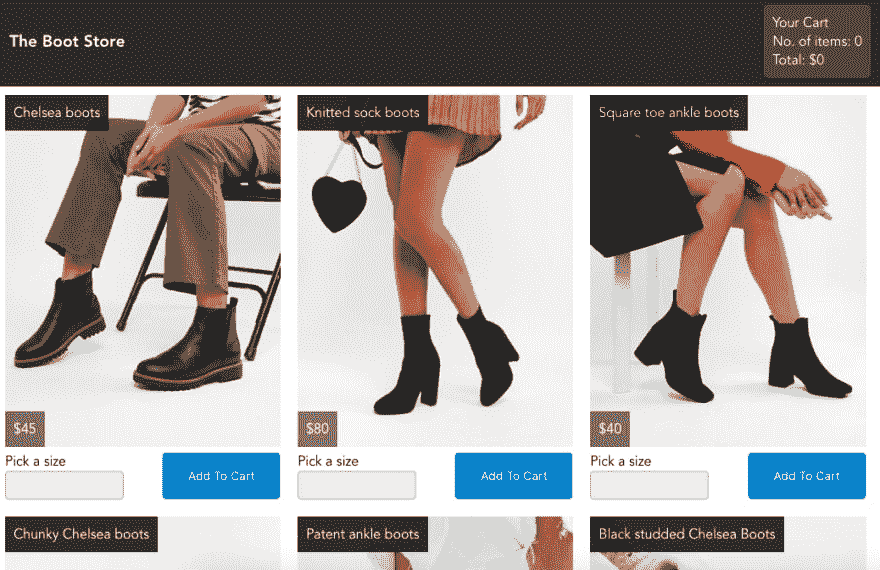 The Boot Store
Your Cart
No. of items: 0
Total: $0
Chelsea boots
Knitted sock boots
Square toe ankle boots
$45
$80
$40
Pick a size
Add To Cart
Pick a size
Add To Cart
Pick a size
Add To Cart
Chunky Chelsea boots
Patent ankle boots
Black studded Chelsea Boots